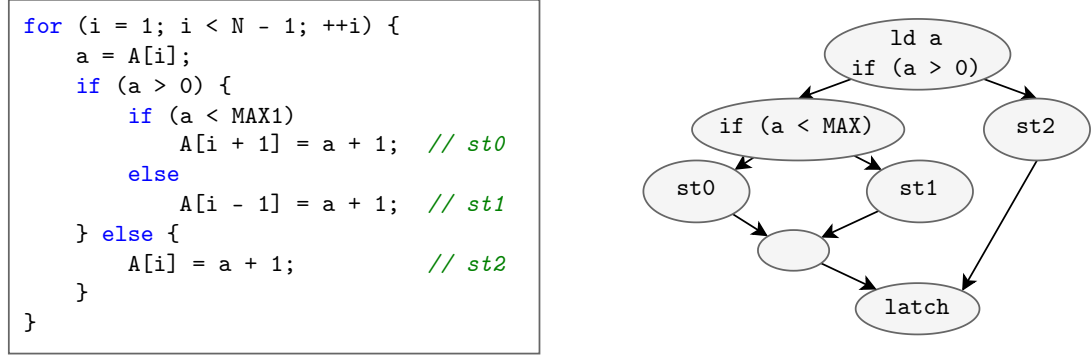 for (i = 1; i < N - 1; ++i) {
    a = A[i];
    if (a > 0) {
        if (a < MAX1)
            A[i + 1] = a + 1;  // st0
        else
            A[i - 1] = a + 1;  // st1
    } else {
        A[i] = a + 1;          // st2
    }
}
ld a
if (a > 0)
if (a < MAX)
st2
st0
st1
latch